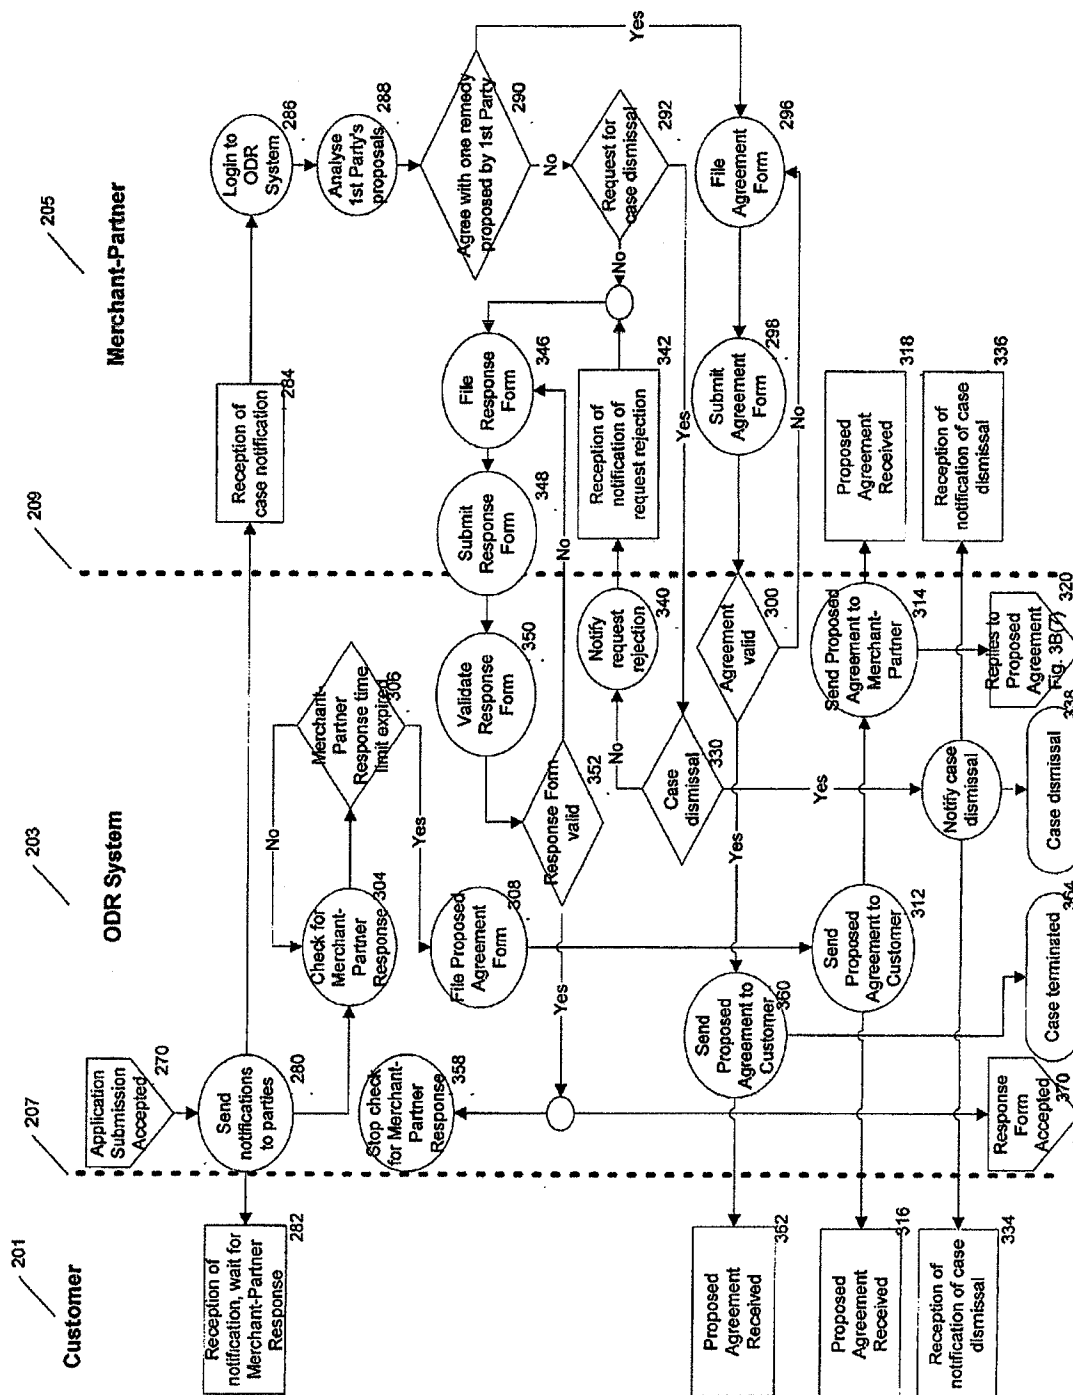 201
Customer
207
203
ODR System
209
205
Merchant-Partner
Application
Submission
Accepted
270
Send
notifications
to parties
280
Reception of
notification, wait for
Merchant-Partner
Response
282
Reception of
case notification
284
Login to
ODR
System
286
Analyse
1st Party's
proposals
288
Agree with one remedy
proposed by 1st Party
290
Yes
No
Request for
case dismissal
292
No
Yes
File
Agreement
Form
296
Submit
Agreement
Form
298
No
Agreement
valid
300
Yes
Check for
Merchant-
Partner
Response
304
Merchant-
Partner
Response time
limit expired
306
No
Yes
File Proposed
Agreement
Form
308
Send
Proposed
Agreement to
Customer
312
Send Proposed
Agreement to
Merchant-
Partner
314
Proposed
Agreement
Received
316
Proposed
Agreement
Received
318
Replies to
Proposed
Agreement
Fig. 3B(7)
320
Case
dismissal
330
No
Yes
Notify case
dismissal
Reception of
notification of case
dismissal
334
Reception of
notification of case
dismissal
336
Case dismissal
338
Notify
request
rejection
340
Reception of
notification of
request rejection
342
File
Response
Form
346
Submit
Response
Form
348
Validate
Response
Form
350
Response Form
valid
352
No
Yes
Stop check
for Merchant-
Partner
Response
358
Send
Proposed
Agreement to
Customer
360
Proposed
Agreement
Received
362
Case terminated
364
Response
Form
Accepted
370